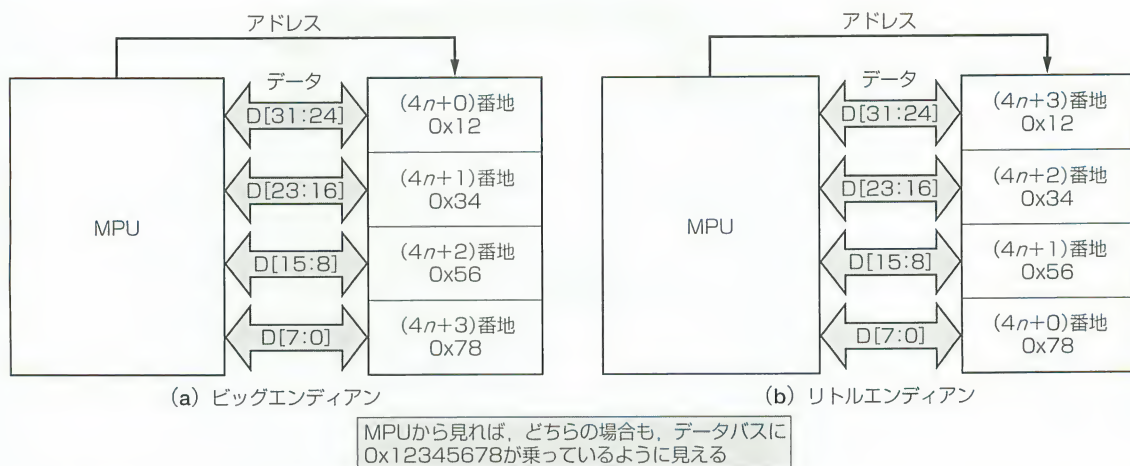 アドレス
データ
MPU
D[31:24]
(4n+0)番地
0x12
D[23:16]
(4n+1)番地
0x34
D[15:8]
(4n+2)番地
0x56
D[7:0]
(4n+3)番地
0x78
(a) ビッグエンディアン
アドレス
データ
MPU
D[31:24]
(4n+3)番地
0x12
D[23:16]
(4n+2)番地
0x34
D[15:8]
(4n+1)番地
0x56
D[7:0]
(4n+0)番地
0x78
(b) リトルエンディアン
MPUから見れば，どちらの場合も，データバスに
0x12345678が乗っているように見える